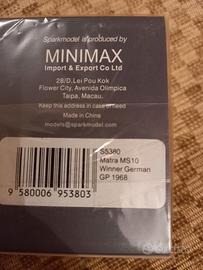 Sparkmodel is produced by
MINIMAX
Import & Export Co Ltd
28/D, Lei Pou Kok
Flower City, Avenida Olimpica
Taipa, Macau.
Keep this address in case of need
Made in China
models@sparkmodel.com
S5380
Matra MS10
Winner German
GP 1968
9 580006 953803